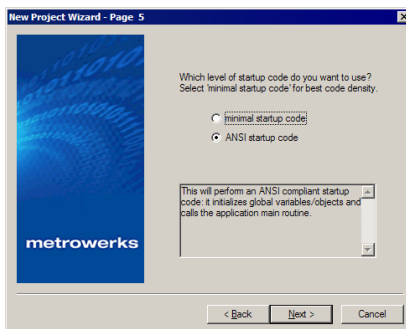 New Project Wizard - Page 5
Which level of startup code do you want to use?
Select 'minimal startup code' for best code density.
minimal startup code
ANSI startup code
This will perform an ANSI compliant startup
code: it initializes global variables/objects and
calls the application main routine.
metrowerks
< Back
Next >
Cancel